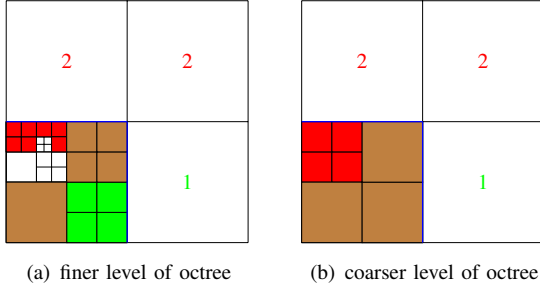 2 2 2 2
1 1
(a) finer level of octree (b) coarser level of octree